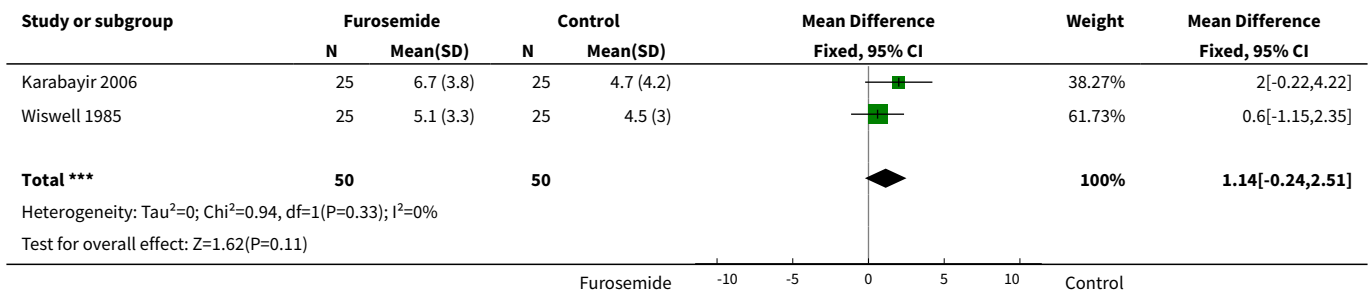 Study or subgroup Furosemide Control Mean Difference Weight Mean Difference
N Mean(SD) N Mean(SD) Fixed, 95% CI Fixed, 95% CI
Karabayir 2006 25 6.7 (3.8) 25 4.7 (4.2) 38.27% 2[-0.22,4.22]
Wiswell 1985 25 5.1 (3.3) 25 4.5 (3) 61.73% 0.6[-1.15,2.35]
Total *** 50 50 100% 1.14[-0.24,2.51]
Heterogeneity: Tau²=0; Chi²=0.94, df=1(P=0.33); I²=0%
Test for overall effect: Z=1.62(P=0.11)
Furosemide -10 -5 0 5 10 Control